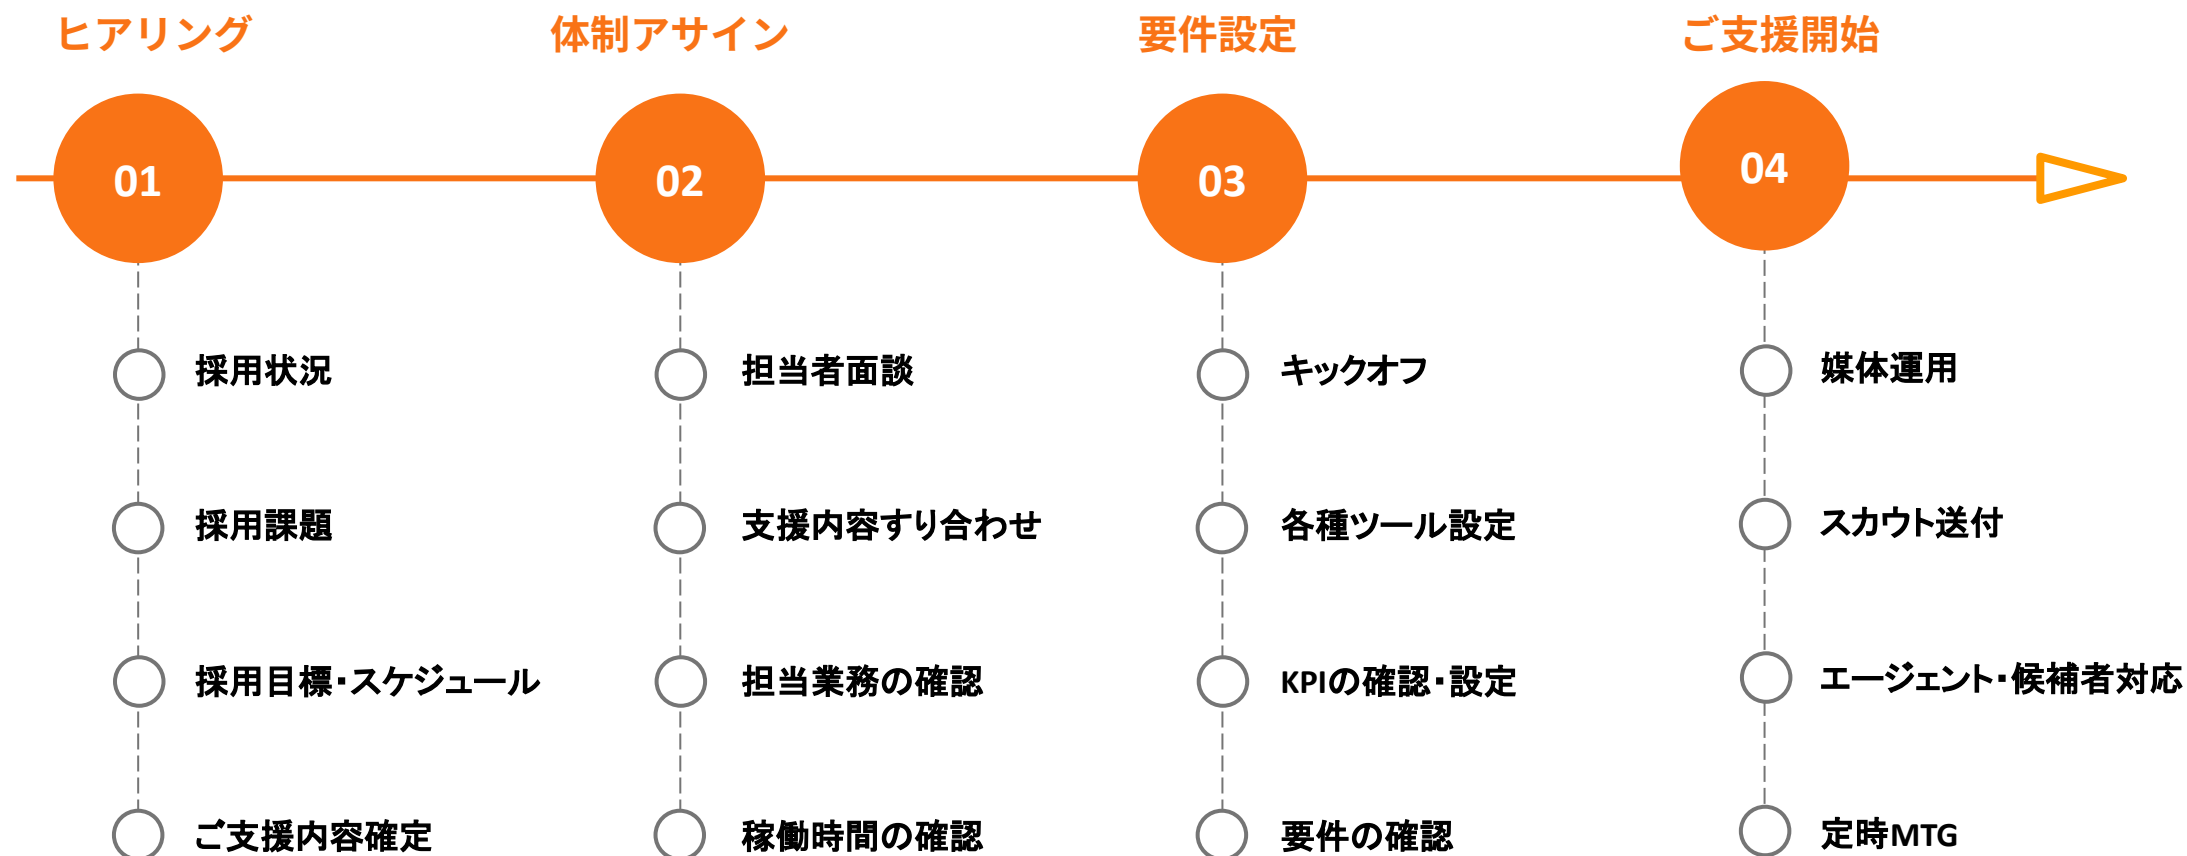 ヒアリング
01
採用状況
採用課題
採用目標・スケジュール
ご支援内容確定
体制アサイン
02
担当者面談
支援内容すり合わせ
担当業務の確認
稼働時間の確認
要件設定
03
キックオフ
各種ツール設定
KPIの確認・設定
要件の確認
ご支援開始
04
媒体運用
スカウト送付
エージェント・候補者対応
定時MTG